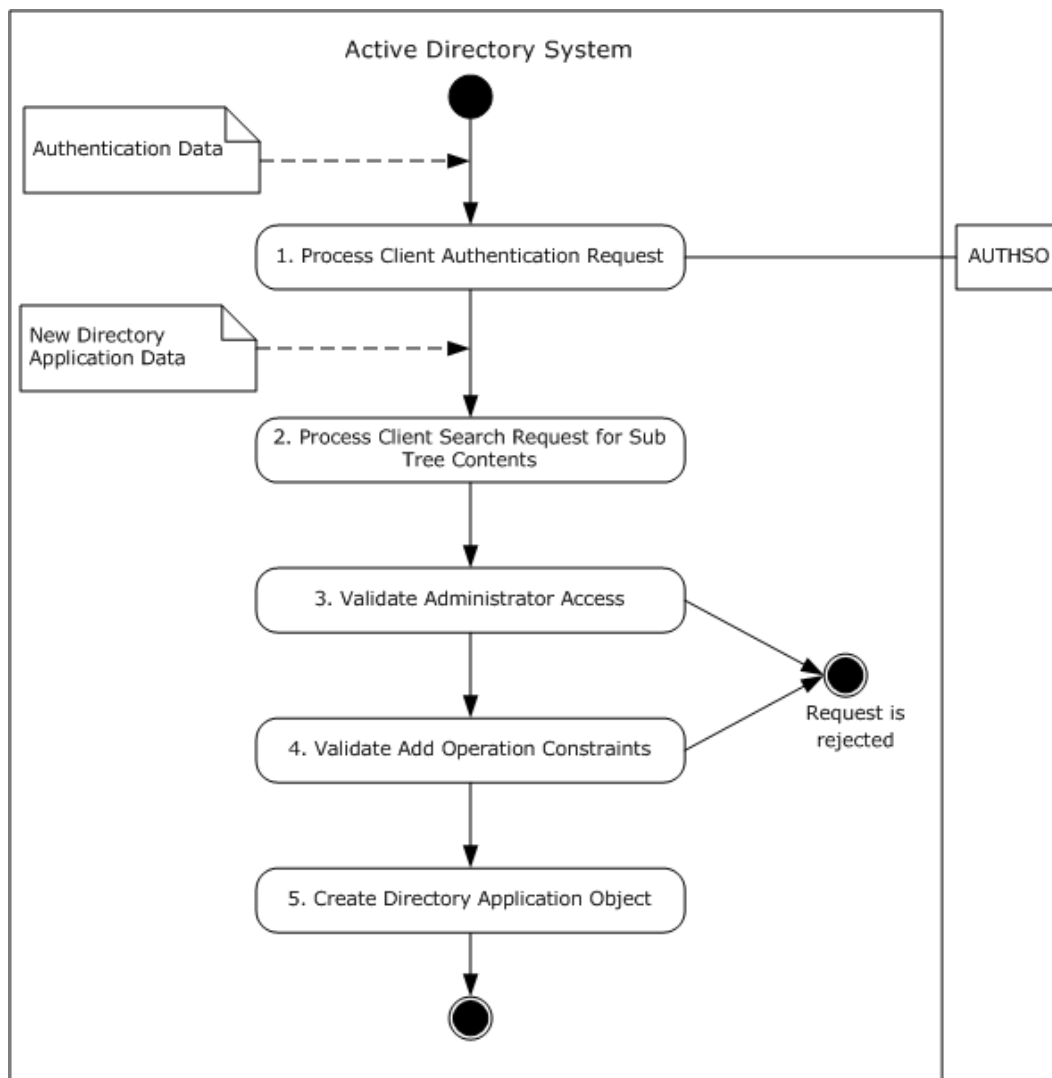 Active Directory System
Authentication Data
1. Process Client Authentication Request
AUTHSO
New Directory
Application Data
2. Process Client Search Request for Sub
Tree Contents
3. Validate Administrator Access
Request is
rejected
4. Validate Add Operation Constraints
5. Create Directory Application Object